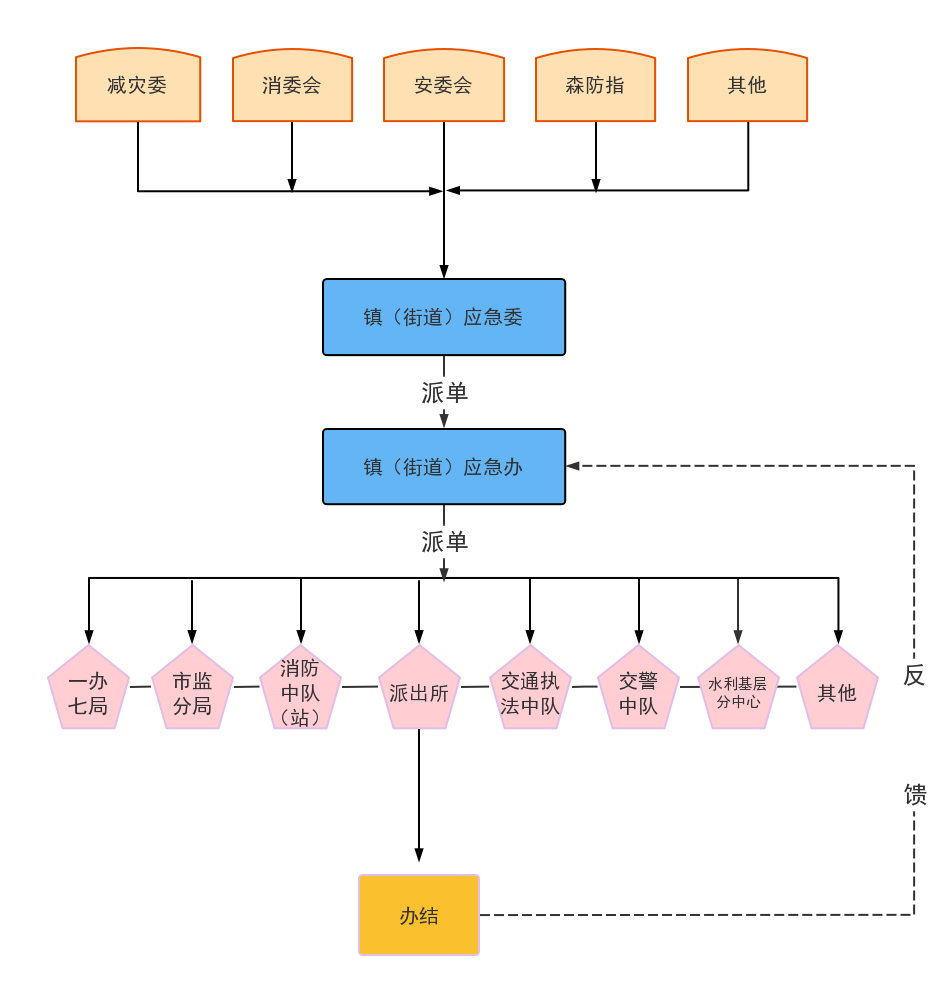 减灾委
消委会
安委会
森防指
其他
镇（街道）应急委
派单
镇（街道）应急办
派单
一办
七局
市监
分局
消防
中队
（站）
派出所
交通执
法中队
交警
中队
水利基层
分中心
其他
反
馈
办结